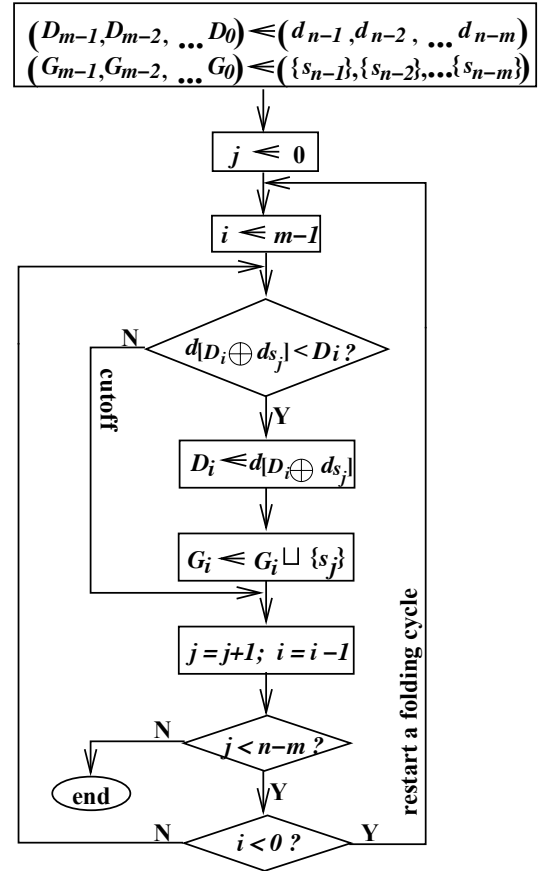 (D_{m−1}, D_{m−2}, ... D_0) ⇐ (d_{n−1}, d_{n−2}, ... d_{n−m})
(G_{m−1}, G_{m−2}, ... G_0) ⇐ ({s_{n−1}}, {s_{n−2}}, ... {s_{n−m}})
j ⇐ 0
i ⇐ m−1
N
d[D_i ⊕ d_{s_j}] < D_i ?
cutoff
Y
D_i ⇐ d[D_i ⊕ d_{s_j}]
G_i ⇐ G_i ⊔ {s_j}
restart a folding cycle
j = j+1; i = i−1
N
j < n−m ?
end
Y
N
i < 0 ?
Y